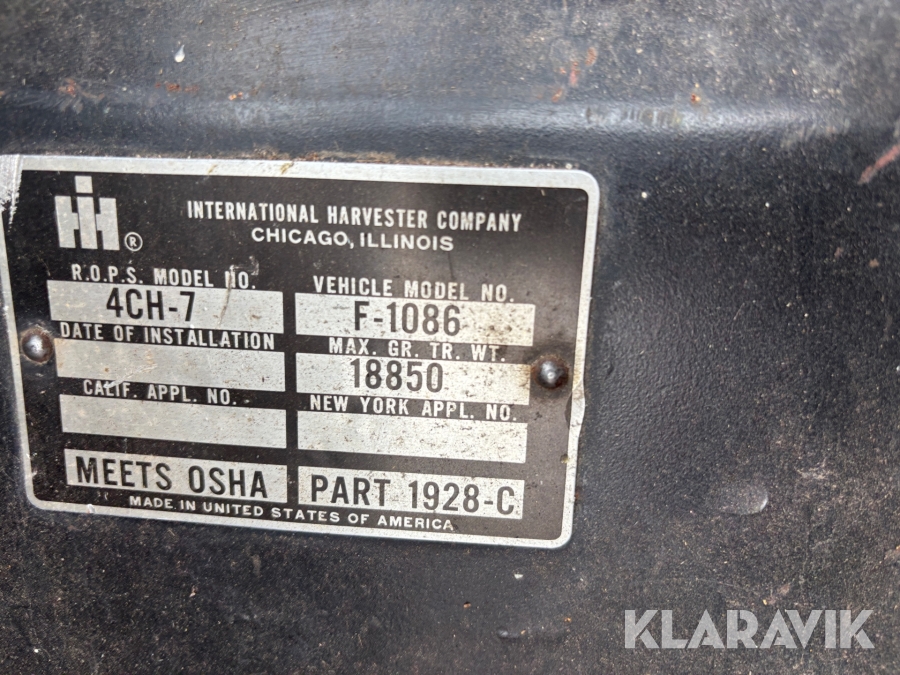 IH ®
INTERNATIONAL HARVESTER COMPANY
CHICAGO, ILLINOIS
R.O.P.S. MODEL NO.
4CH-7
VEHICLE MODEL NO.
F-1086
DATE OF INSTALLATION
MAX. GR. TR. WT.
18850
CALIF. APPL. NO.
NEW YORK APPL. NO.
MEETS OSHA
PART 1928-C
MADE IN UNITED STATES OF AMERICA
KLARAVIK